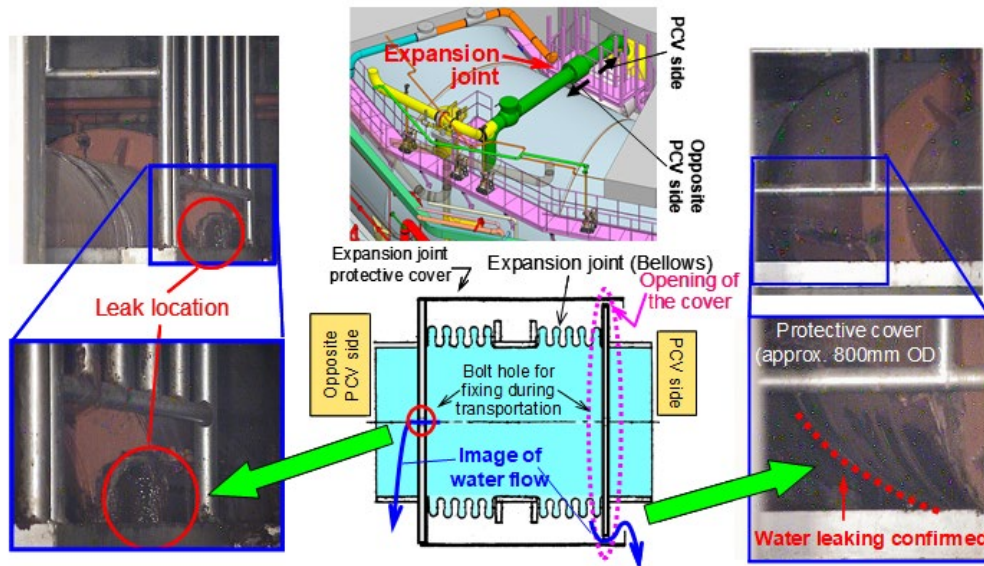 Expansion
joint
PCV side
Opposite
PCV side
Leak location
Expansion joint
protective cover
Expansion joint (Bellows)
Opening of
the cover
Opposite
PCV side
Bolt hole for
fixing during
transportation
PCV side
Image of
water flow
Protective cover
(approx. 800mm OD)
Water leaking confirmed